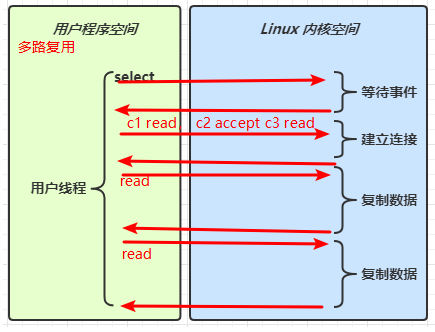 用户程序空间
Linux 内核空间
多路复用
select
等待事件
c1 read
c2 accept c3 read
建立连接
read
用户线程
复制数据
read
复制数据